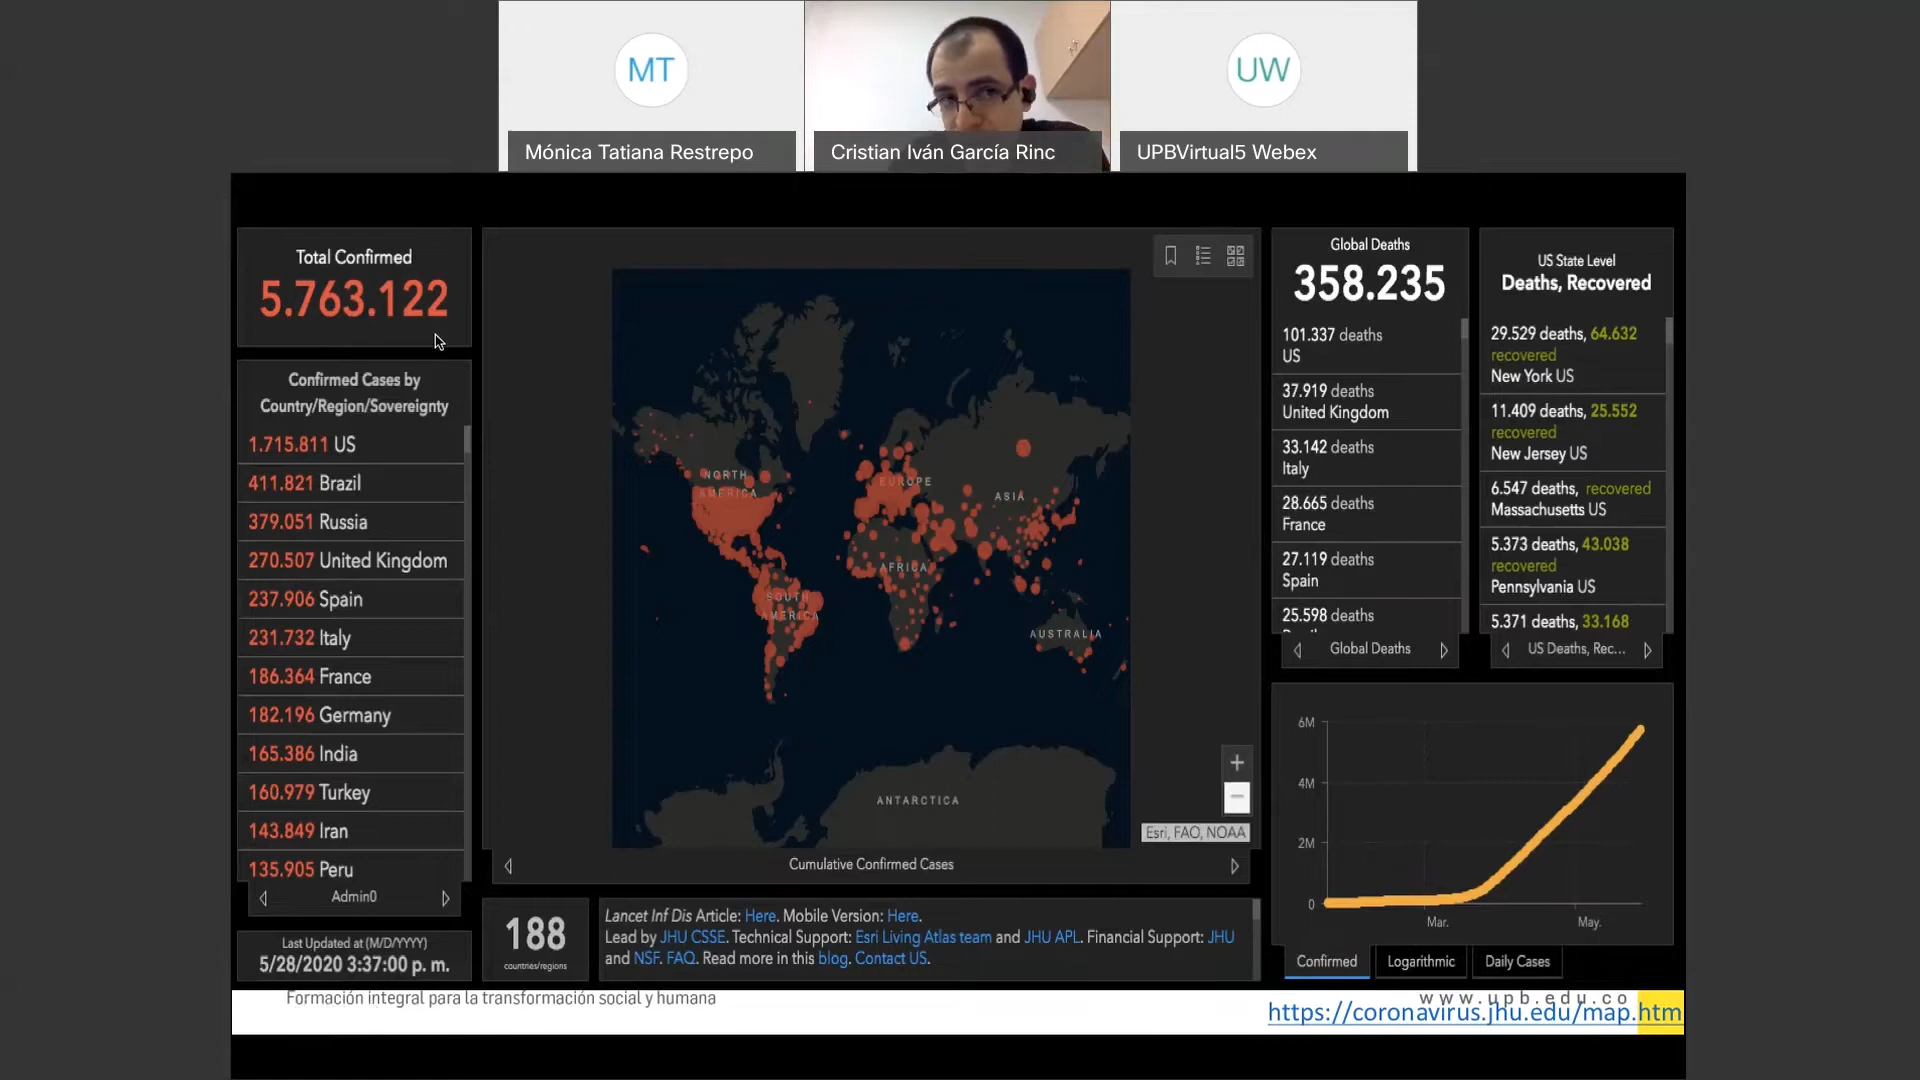 MT
UW
Mónica Tatiana Restrepo
Cristian Iván García Rinc
UPBVirtual5 Webex
Total Confirmed
5.763.122
Confirmed Cases by
Country/Region/Sovereignty
1.715.811 US
411.821 Brazil
379.051 Russia
270.507 United Kingdom
237.906 Spain
231.732 Italy
186.364 France
182.196 Germany
165.386 India
160.979 Turkey
143.849 Iran
135.905 Peru
Admin0
Last Updated at (M/D/YYYY)
5/28/2020 3:37:00 p. m.
NORTH
AMERICA
EUROPE
ASIA
AFRICA
SOUTH
AMERICA
AUSTRALIA
ANTARCTICA
Esri, FAO, NOAA
Cumulative Confirmed Cases
188
countries/regions
Lancet Inf Dis Article: Here. Mobile Version: Here.
Lead by JHU CSSE. Technical Support: Esri Living Atlas team and JHU APL. Financial Support: JHU
and NSF. FAQ. Read more in this blog. Contact US.
Global Deaths
358.235
101.337 deaths
US
37.919 deaths
United Kingdom
33.142 deaths
Italy
28.665 deaths
France
27.119 deaths
Spain
25.598 deaths
Global Deaths
US State Level
Deaths, Recovered
29.529 deaths, 64.632
recovered
New York US
11.409 deaths, 25.552
recovered
New Jersey US
6.547 deaths, recovered
Massachusetts US
5.373 deaths, 43.038
recovered
Pennsylvania US
5.371 deaths, 33.168
US Deaths, Rec...
6M
4M
2M
0
Mar.
May.
Confirmed
Logarithmic
Daily Cases
Formación integral para la transformación social y humana
www.upb.edu.co
https://coronavirus.jhu.edu/map.htm